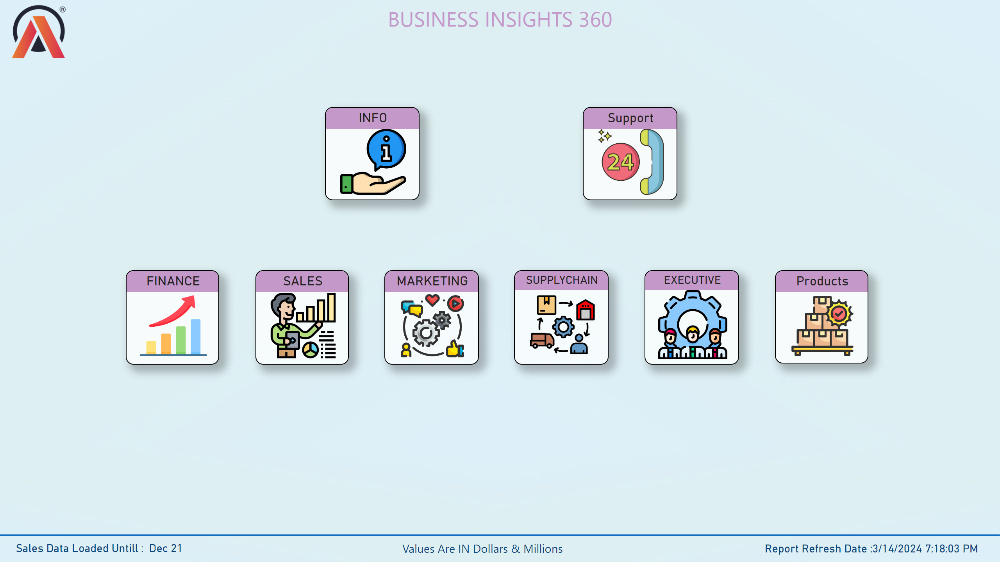 ®
BUSINESS INSIGHTS 360
INFO
Support
24
FINANCE
SALES
MARKETING
SUPPLYCHAIN
EXECUTIVE
Products
Sales Data Loaded Untill : Dec 21
Values Are IN Dollars & Millions
Report Refresh Date :3/14/2024 7:18:03 PM